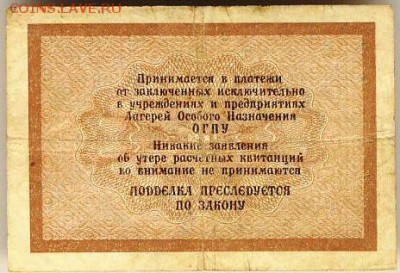 COINS.LAVE.RU
Принимается в платежи
от заключенных исключительно
в учреждениях и предприятиях
Лагерей Особого Назначения
ОГПУ
Никакие заявления
об утере расчетных квитанций
во внимание не принимаются
ПОДДЕЛКА ПРЕСЛЕДУЕТСЯ
ПО ЗАКОНУ